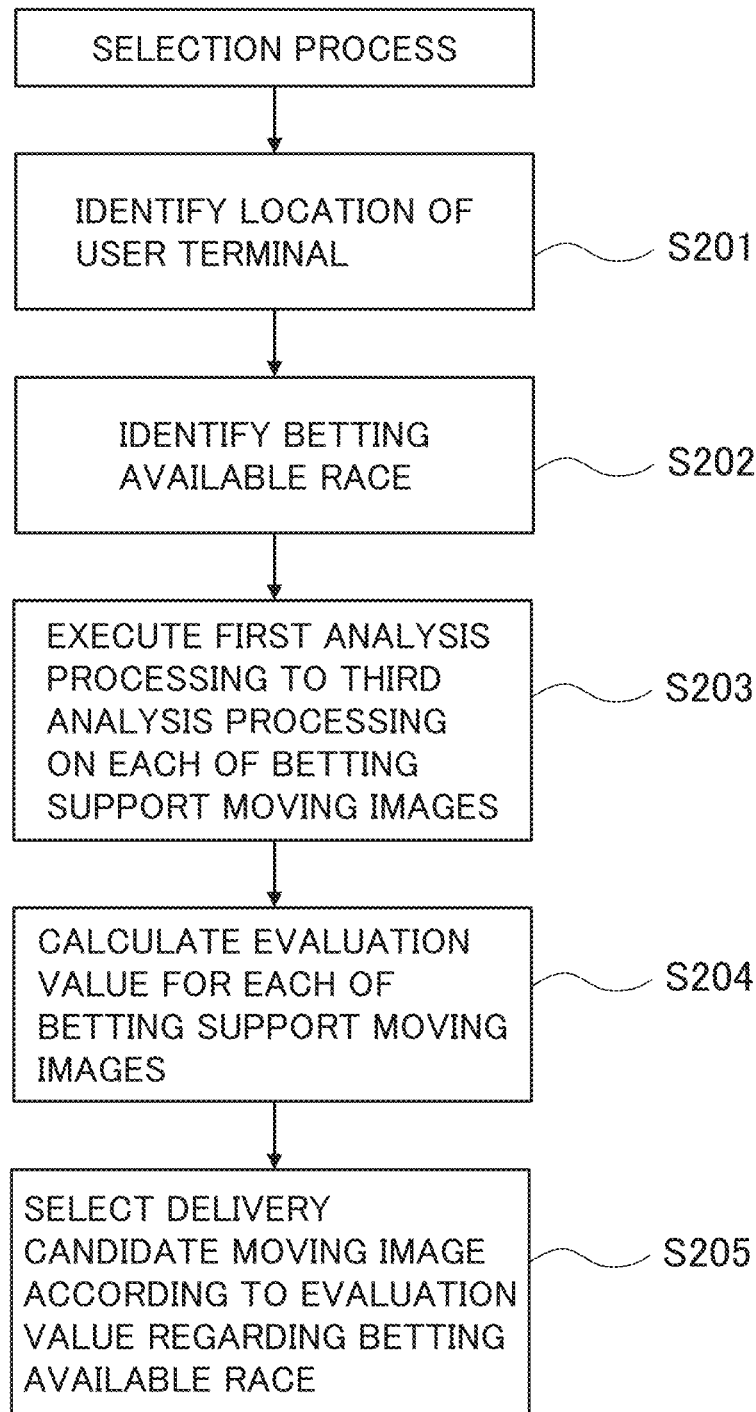 SELECTION PROCESS
IDENTIFY LOCATION OF
USER TERMINAL
S201
IDENTIFY BETTING
AVAILABLE RACE
S202
EXECUTE FIRST ANALYSIS
PROCESSING TO THIRD
ANALYSIS PROCESSING
ON EACH OF BETTING
SUPPORT MOVING IMAGES
S203
CALCULATE EVALUATION
VALUE FOR EACH OF
BETTING SUPPORT MOVING
IMAGES
S204
SELECT DELIVERY
CANDIDATE MOVING IMAGE
ACCORDING TO EVALUATION
VALUE REGARDING BETTING
AVAILABLE RACE
S205